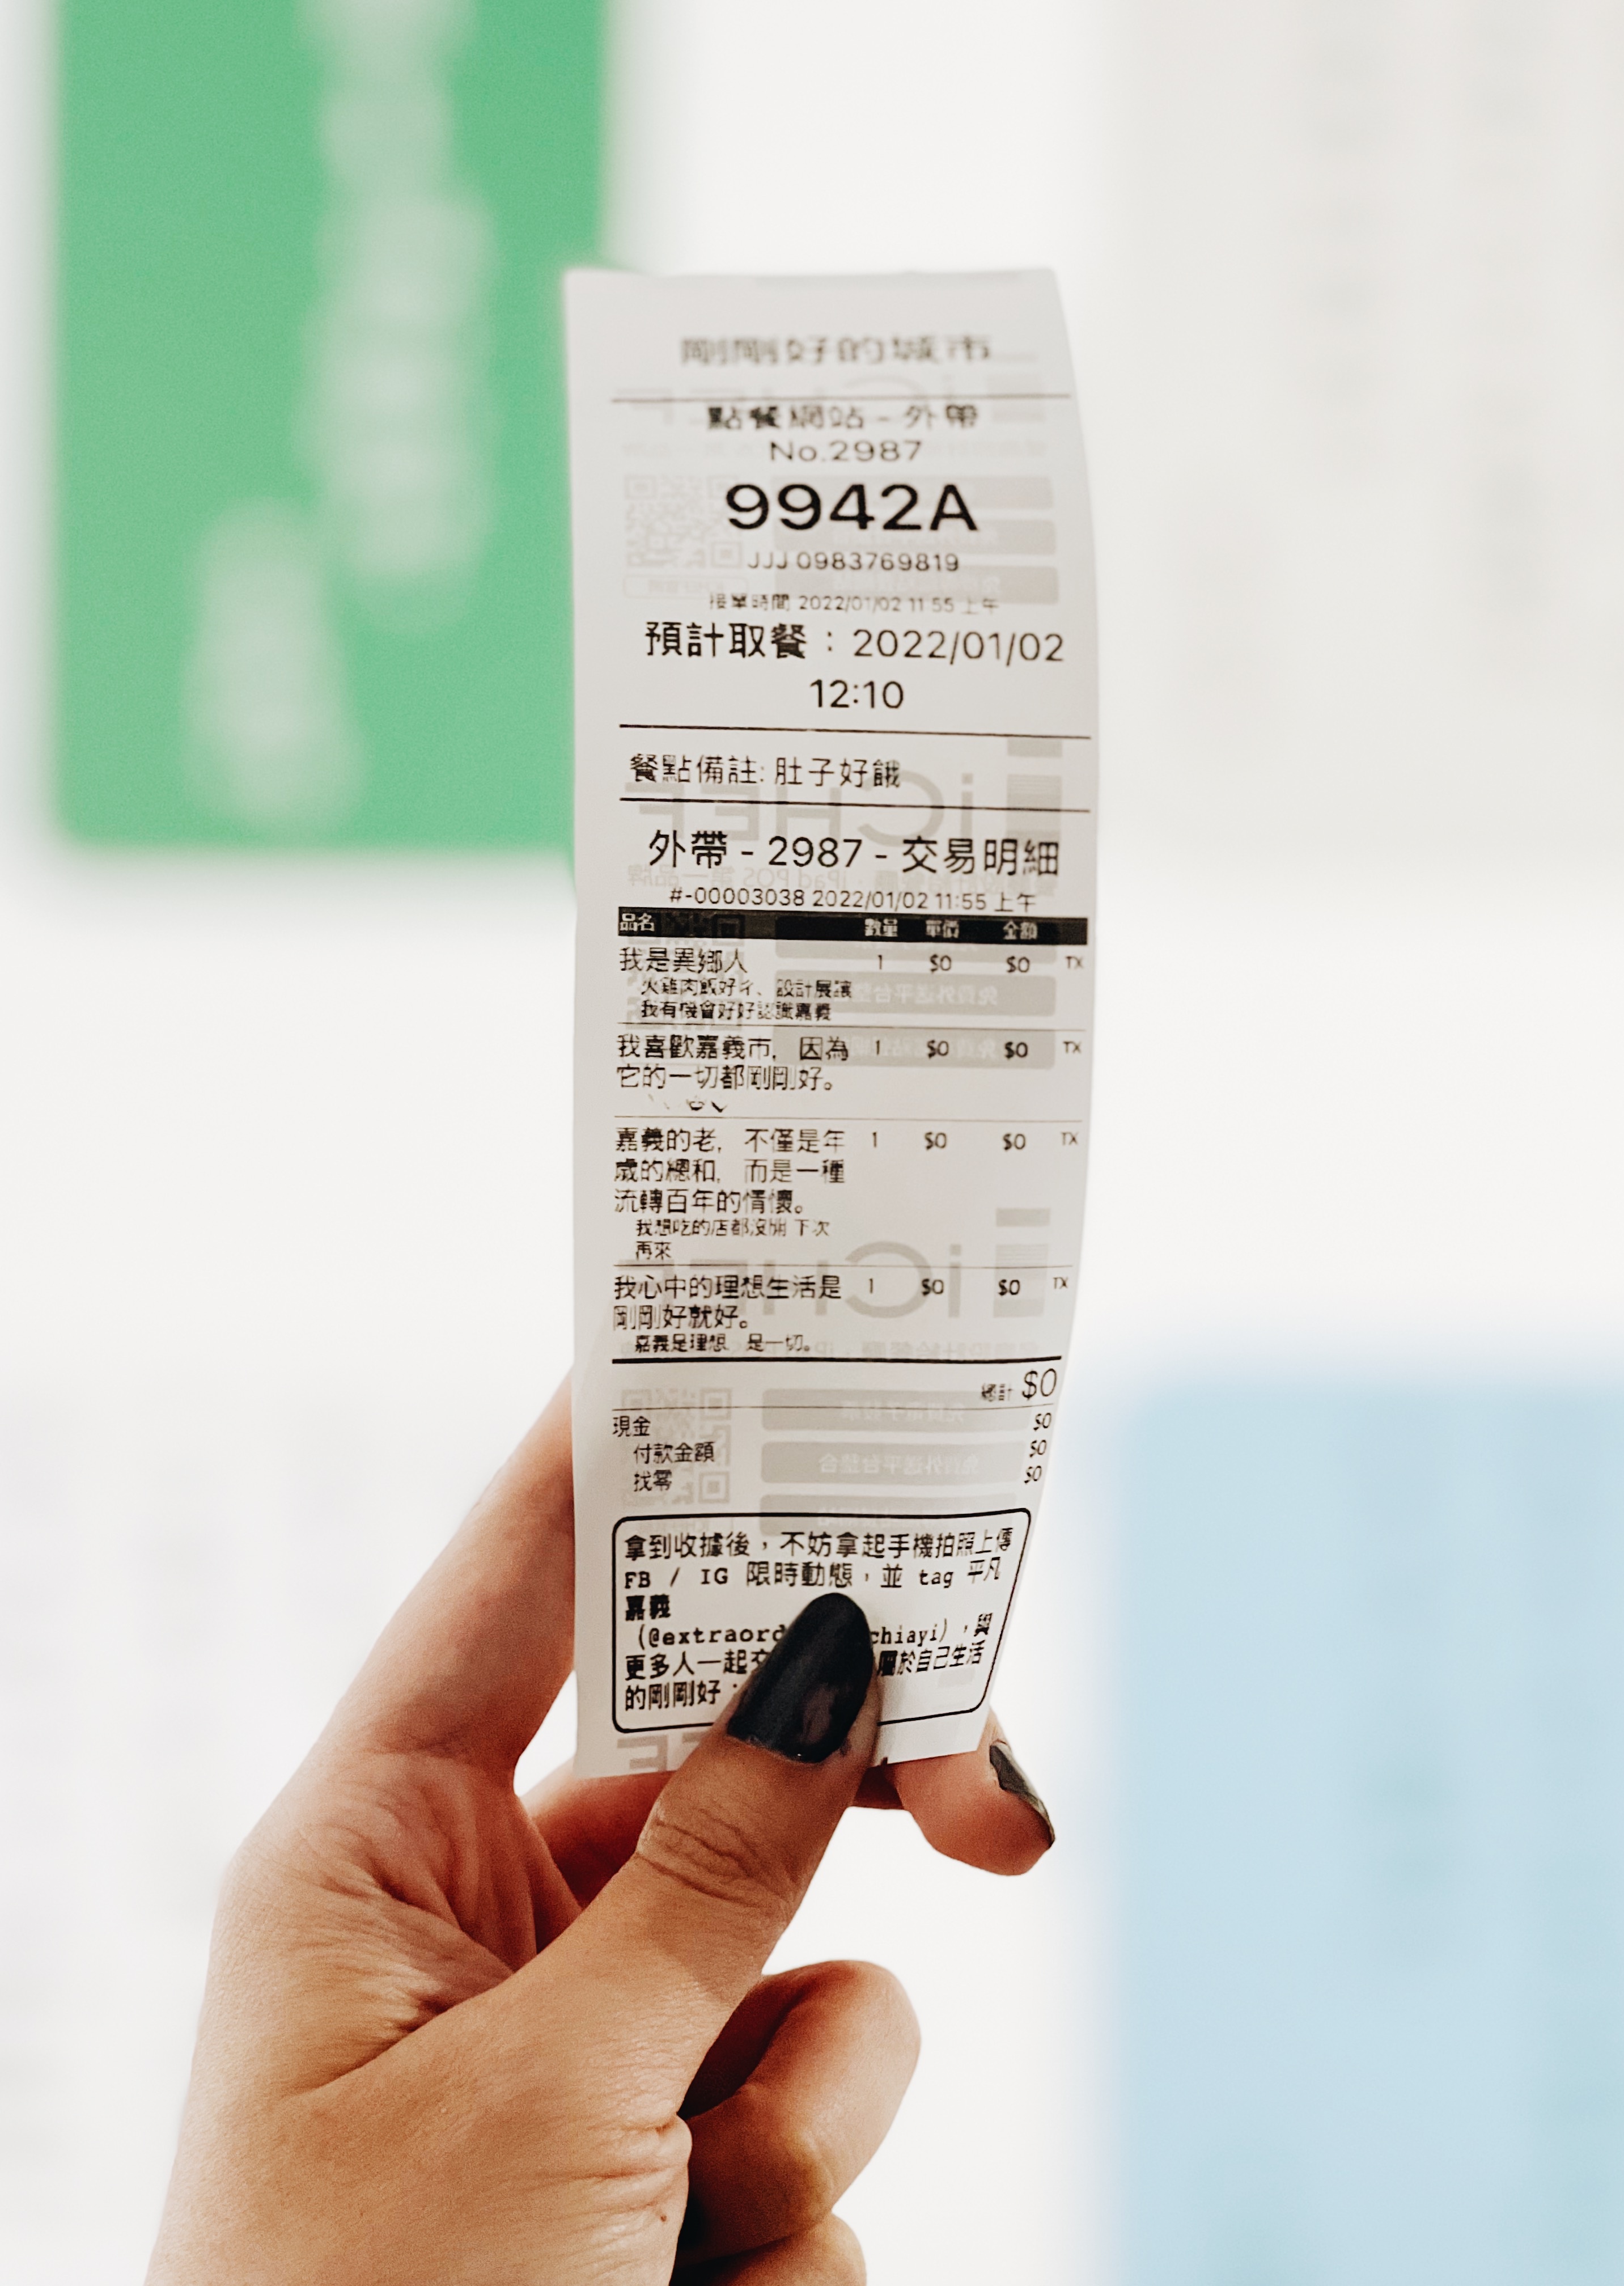 剛剛好的城市
點餐網站 - 外帶
No.2987
9942A
JJJ 0983769819
接單時間 2022/01/02 11:55 上午
預計取餐：2022/01/02
12:10
餐點備註: 肚子好餓
外帶 - 2987 - 交易明細
#-00003038 2022/01/02 11:55 上午
品名 數量 單價 金額
我是異鄉人 1 $0 $0 TX
火雞肉飯好ㄔ、設計展讓
我有機會好好認識嘉義
我喜歡嘉義市，因為 1 $0 $0 TX
它的一切都剛剛好。
嘉義的老，不僅是年 1 $0 $0 TX
歲的總和，而是一種
流轉百年的情懷。
我想吃的店都沒開 下次
再來
我心中的理想生活是 1 $0 $0 TX
剛剛好就好。
嘉義是理想 是一切。
總計 $0
現金 $0
付款金額 $0
找零 $0
拿到收據後，不妨拿起手機拍照上傳
FB / IG 限時動態，並 tag 平凡
嘉義
(@extraord chiayi)，與
更多人一起交 關於自己生活
的剛剛好